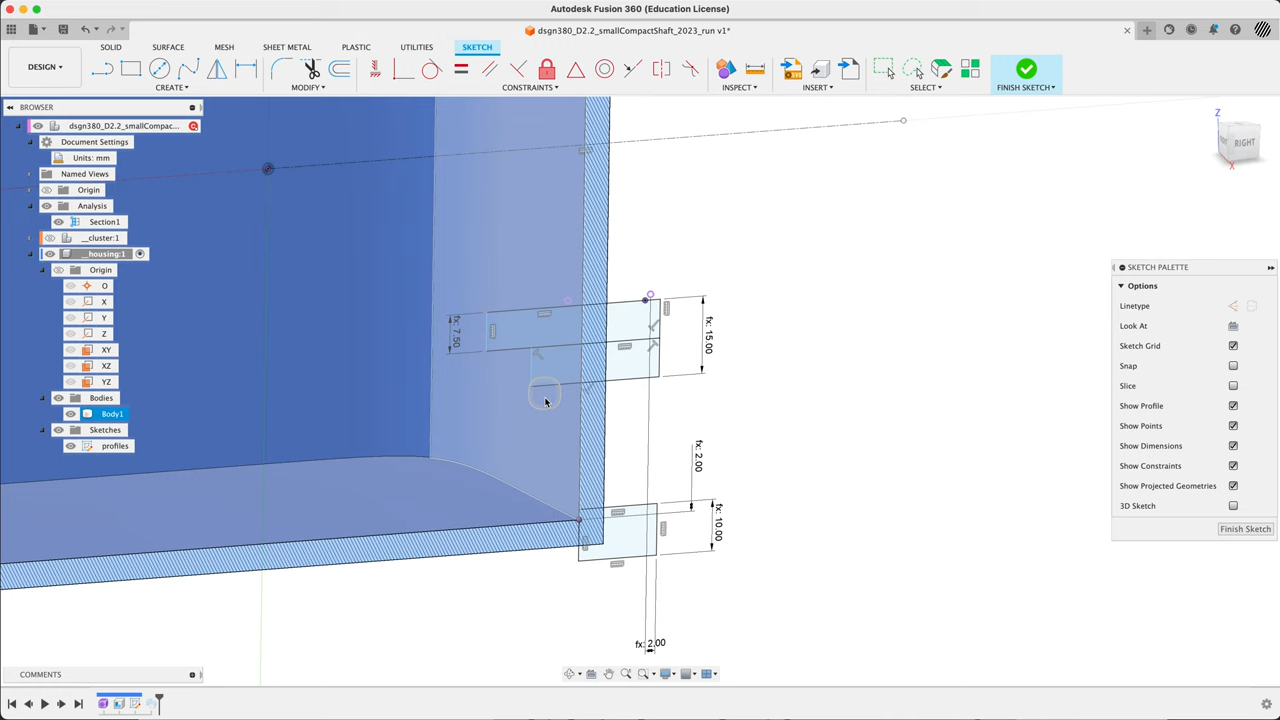 Autodesk Fusion 360 (Education License)
dsgn380_D2.2_smallCompactShaft_2023_run v1*
DESIGN
SOLID SURFACE MESH SHEET METAL PLASTIC UTILITIES SKETCH
CREATE MODIFY CONSTRAINTS INSPECT INSERT SELECT FINISH SKETCH
BROWSER
dsgn380_D2.2_smallCompac...
Document Settings
Units: mm
Named Views
Origin
Analysis
Section1
__cluster:1
__housing:1
Origin
O
X
Y
Z
XY
XZ
YZ
Bodies
Body1
Sketches
profiles
Z
RIGHT
X
fx: 7.50
fx: 15.00
fx: 2.00
fx: 10.00
fx: 2.00
SKETCH PALETTE
Options
Linetype
Look At
Sketch Grid
Snap
Slice
Show Profile
Show Points
Show Dimensions
Show Constraints
Show Projected Geometries
3D Sketch
Finish Sketch
COMMENTS